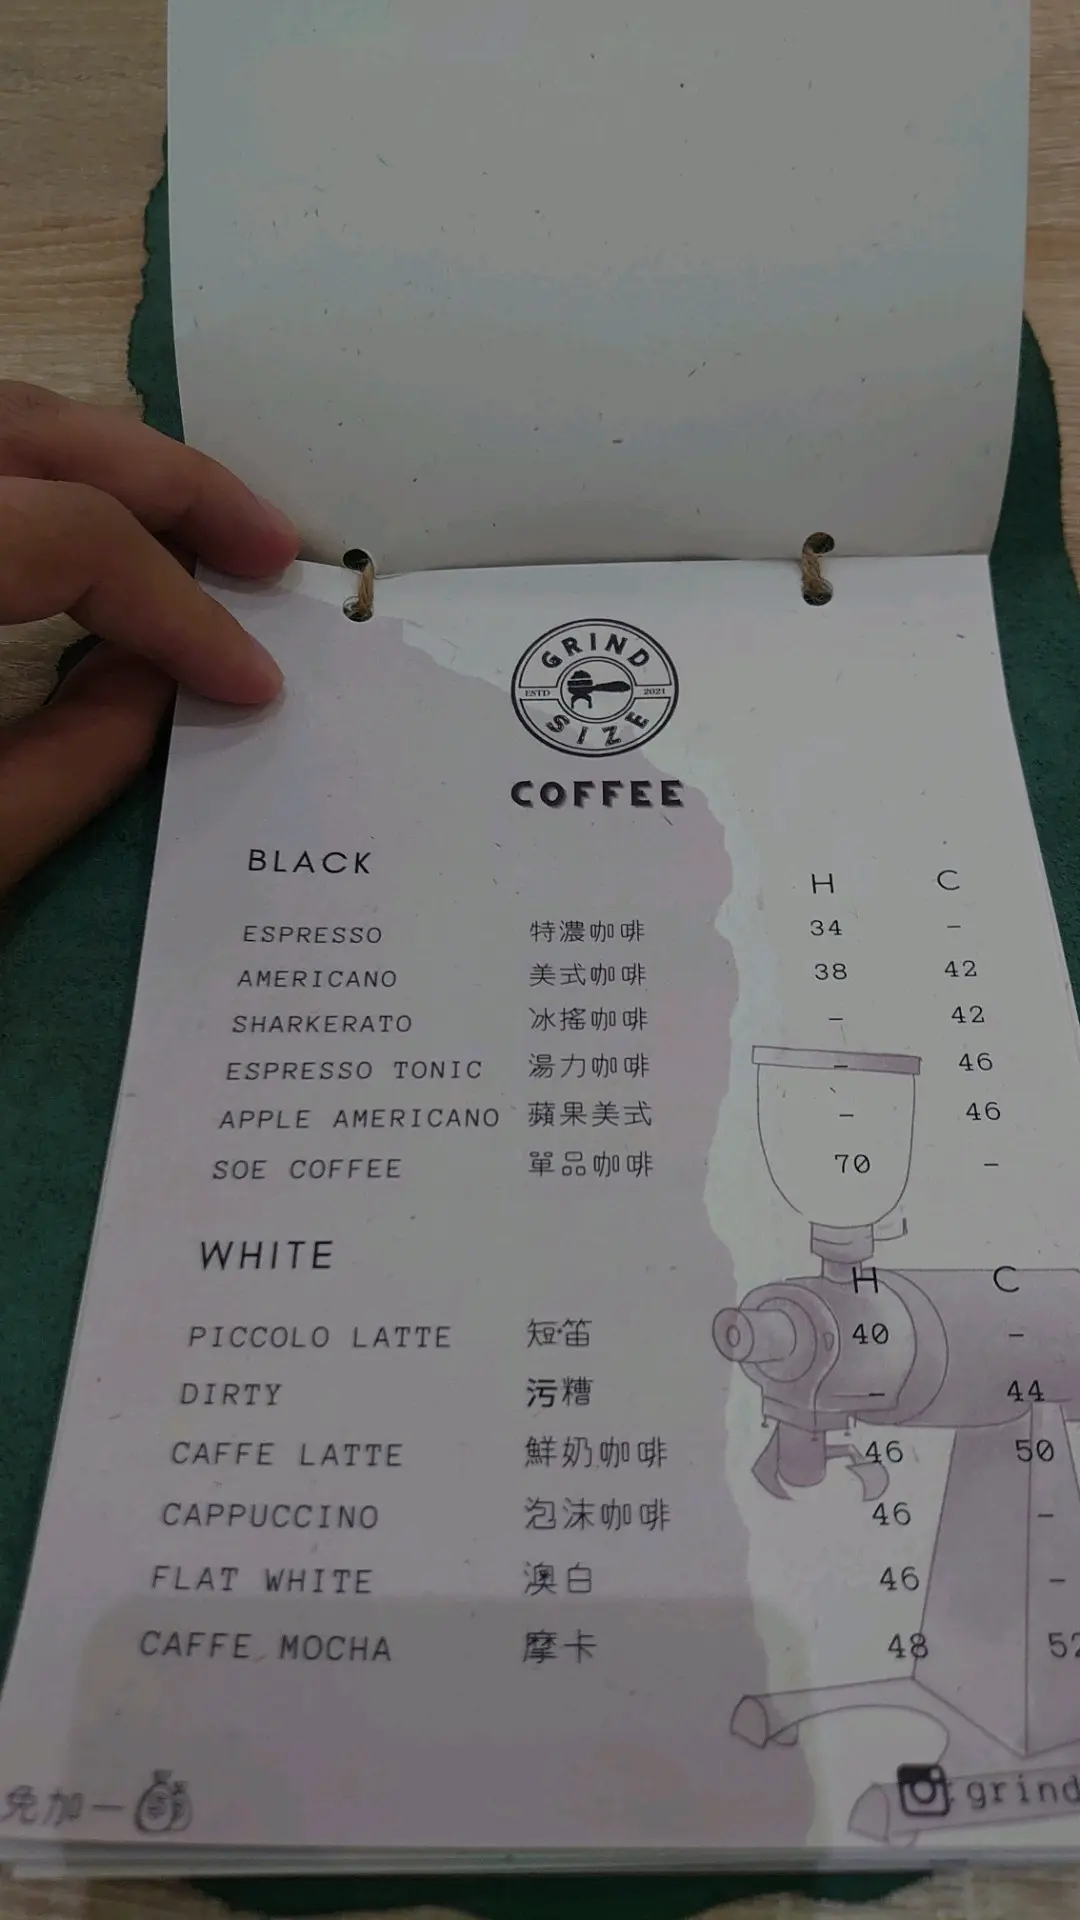 GRIND
ESTD 2021
SIZE
COFFEE
BLACK H C
ESPRESSO 特濃咖啡 34 –
AMERICANO 美式咖啡 38 42
SHARKERATO 冰搖咖啡 – 42
ESPRESSO TONIC 湯力咖啡 – 46
APPLE AMERICANO 蘋果美式 – 46
SOE COFFEE 單品咖啡 70 –
WHITE H C
PICCOLO LATTE 短笛 40 –
DIRTY 污糟 – 44
CAFFE LATTE 鮮奶咖啡 46 50
CAPPUCCINO 泡沫咖啡 46 –
FLAT WHITE 澳白 46 –
CAFFE MOCHA 摩卡 48 52
免加一
grind